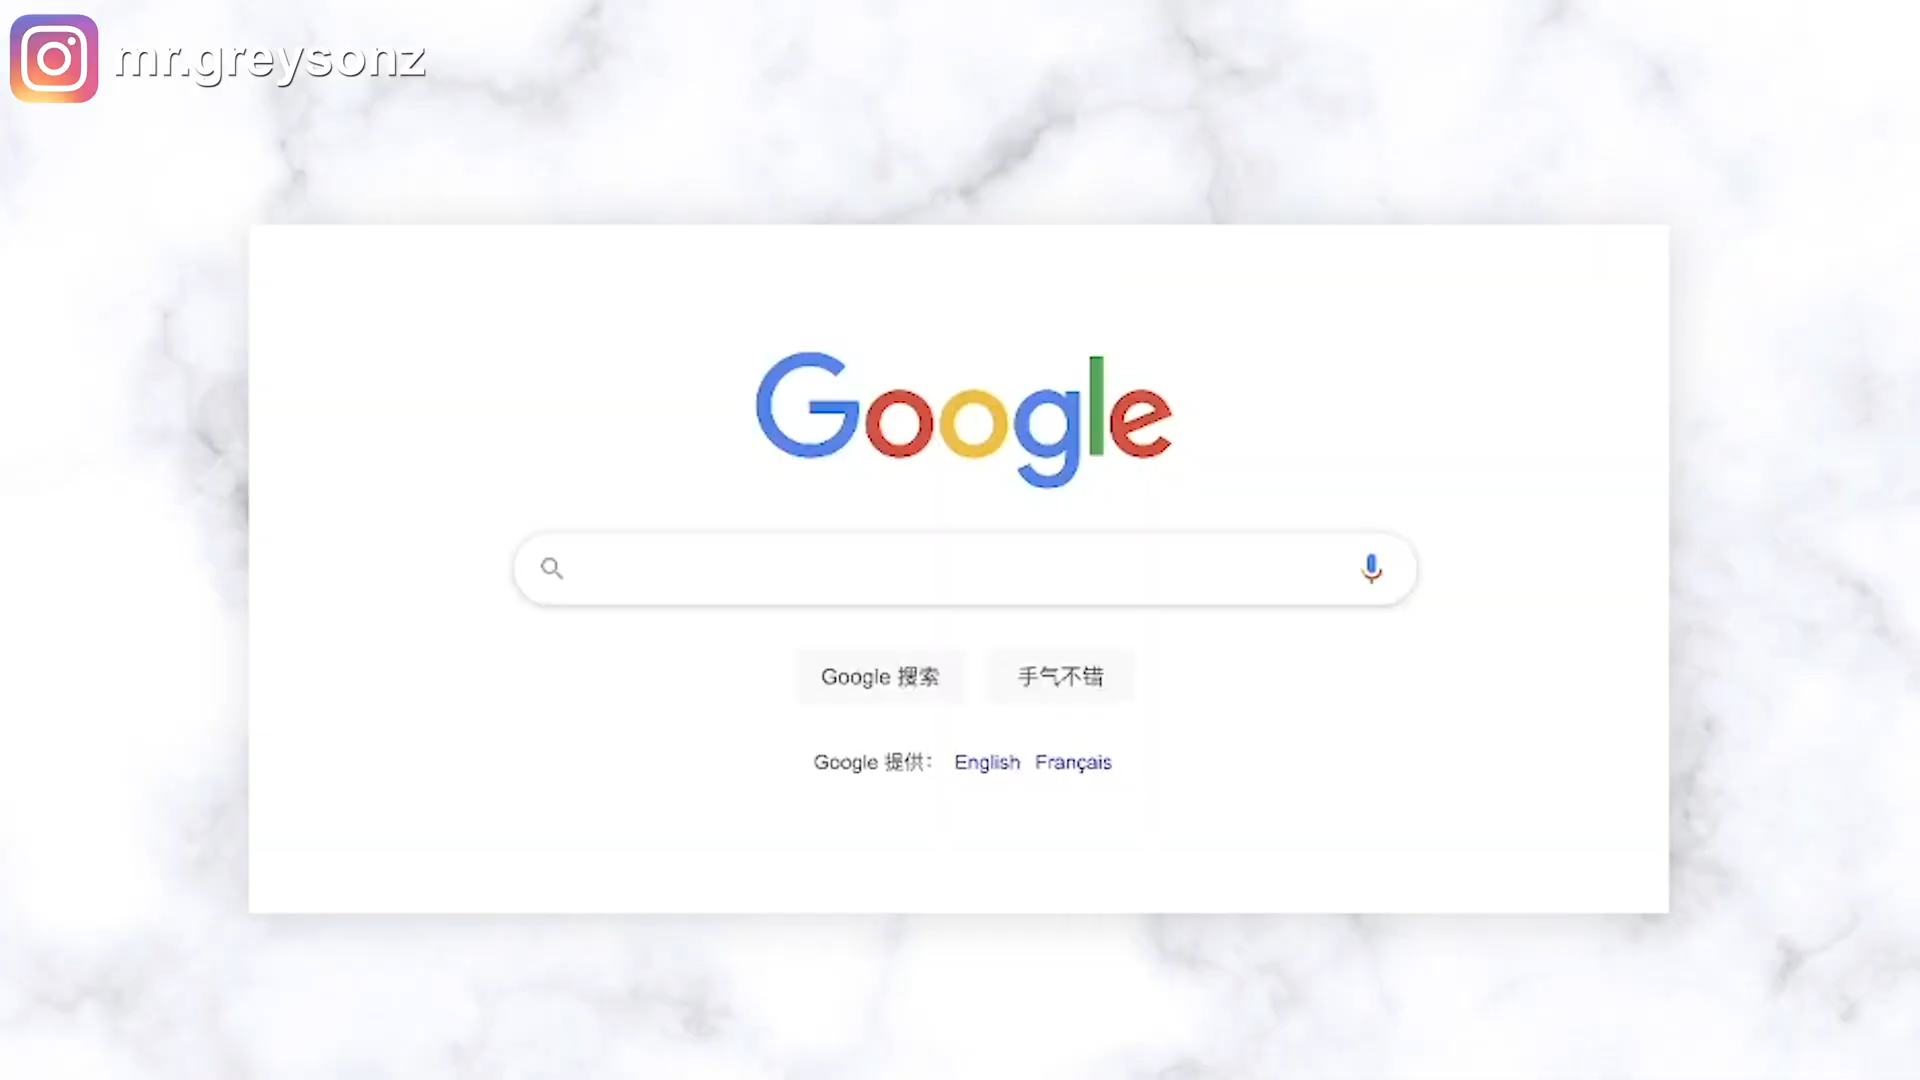 mr.greysonz
Google
Google 搜索
手气不错
Google 提供： English Français